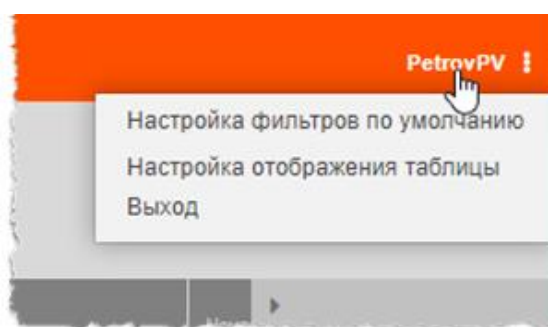 PetrovPV
Настройка фильтров по умолчанию
Настройка отображения таблицы
Выход